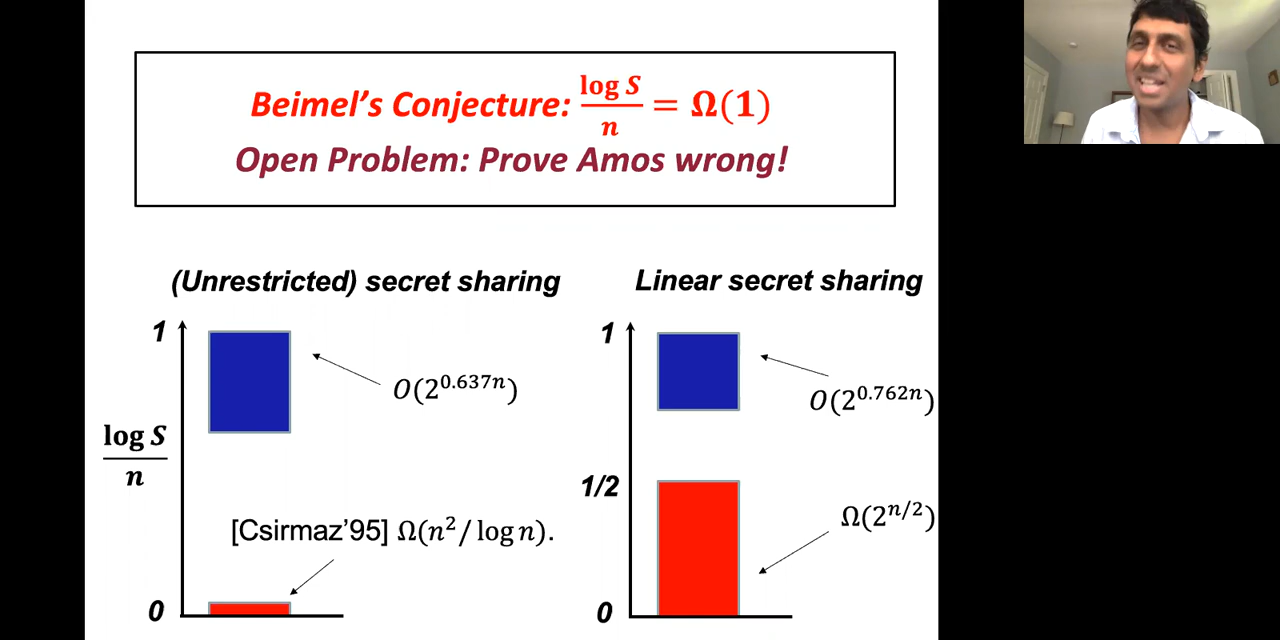 Beimel's Conjecture: log S / n = Ω(1)
Open Problem: Prove Amos wrong!
(Unrestricted) secret sharing
1
O(2^{0.637n})
log S / n
[Csirmaz'95] Ω(n²/ log n).
0
Linear secret sharing
1
O(2^{0.762n})
1/2
Ω(2^{n/2})
0